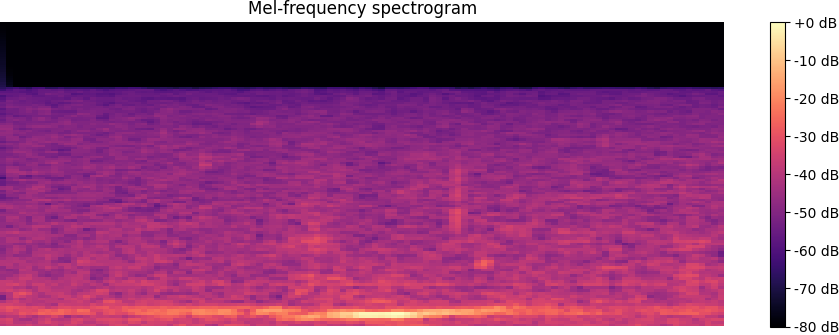 Mel-frequency spectrogram
+0 dB
-10 dB
-20 dB
-30 dB
-40 dB
-50 dB
-60 dB
-70 dB
-80 dB